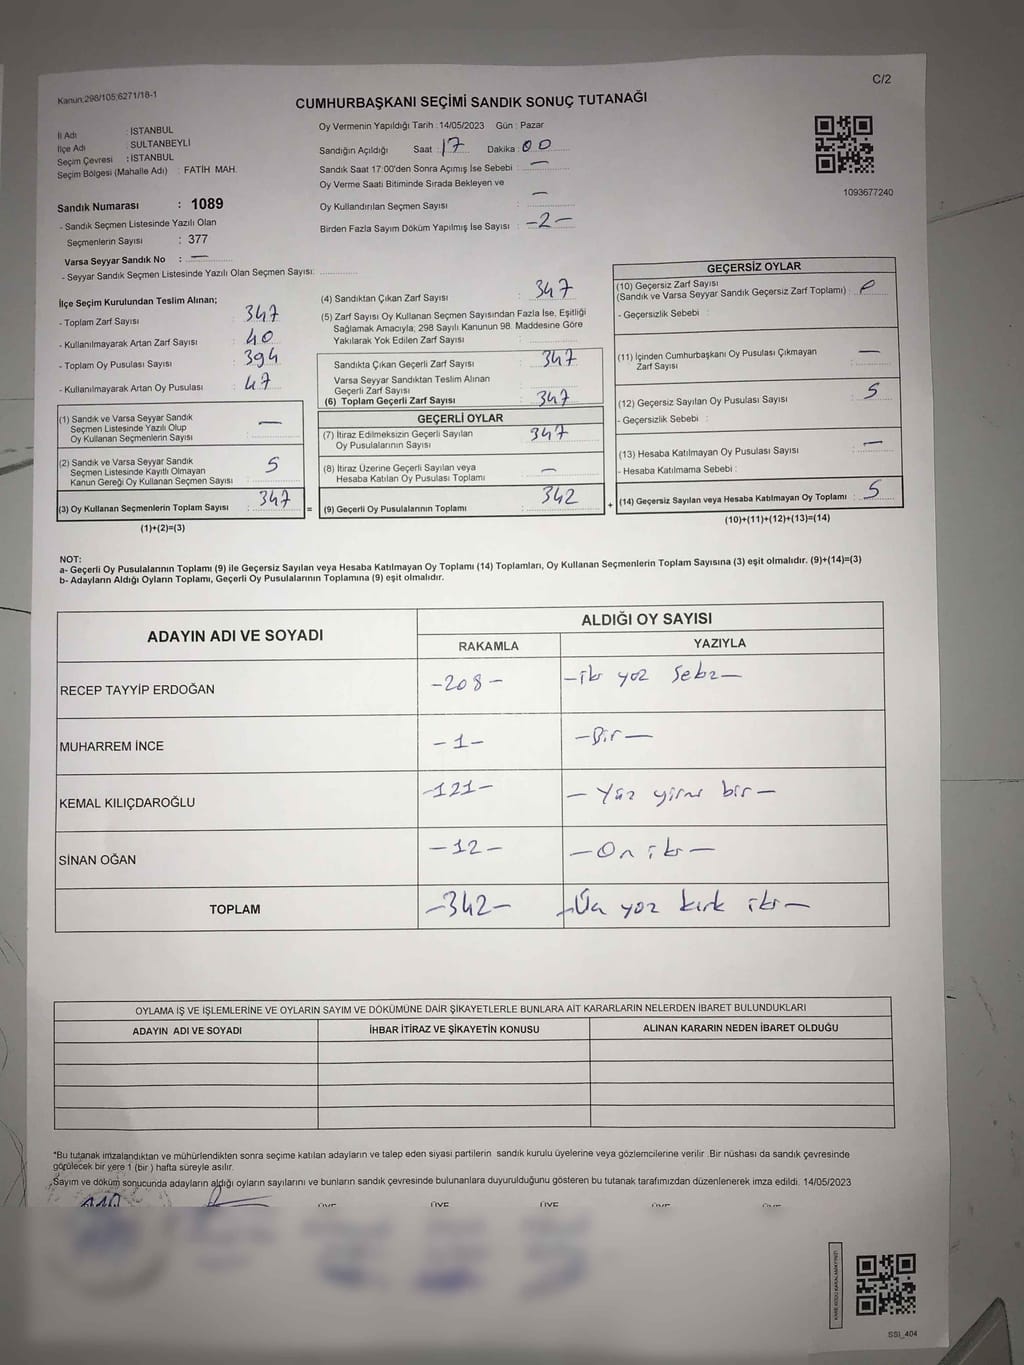 C/2
Kanun.298/105;6271/18-1
CUMHURBAŞKANI SEÇİMİ SANDIK SONUÇ TUTANAĞI
İl Adı : İSTANBUL
İlçe Adı : SULTANBEYLİ
Seçim Çevresi : İSTANBUL
Seçim Bölgesi (Mahalle Adı) : FATİH MAH.
Sandık Numarası : 1089
- Sandık Seçmen Listesinde Yazılı Olan
Seçmenlerin Sayısı : 377
Varsa Seyyar Sandık No : —
- Seyyar Sandık Seçmen Listesinde Yazılı Olan Seçmen Sayısı:
Oy Vermenin Yapıldığı Tarih :14/05/2023 Gün : Pazar
Sandığın Açıldığı Saat : 17 Dakika : 00
Sandık Saat 17:00'den Sonra Açımış İse Sebebi : —
Oy Verme Saati Bitiminde Sırada Bekleyen ve
Oy Kullandırılan Seçmen Sayısı : —
Birden Fazla Sayım Döküm Yapılmış İse Sayısı : -2-
1093677240
İlçe Seçim Kurulundan Teslim Alınan;
- Toplam Zarf Sayısı : 347
- Kullanılmayarak Artan Zarf Sayısı : 40
- Toplam Oy Pusulası Sayısı : 394
- Kullanılmayarak Artan Oy Pusulası : 47
(1) Sandık ve Varsa Seyyar Sandık
Seçmen Listesinde Yazılı Olup
Oy Kullanan Seçmenlerin Sayısı : —
(2) Sandık ve Varsa Seyyar Sandık
Seçmen Listesinde Kayıtlı Olmayan
Kanun Gereği Oy Kullanan Seçmen Sayısı : 5
(3) Oy Kullanan Seçmenlerin Toplam Sayısı : 347 =
(1)+(2)=(3)
(4) Sandıktan Çıkan Zarf Sayısı : 347
(5) Zarf Sayısı Oy Kullanan Seçmen Sayısından Fazla İse, Eşitliği
Sağlamak Amacıyla; 298 Sayılı Kanunun 98. Maddesine Göre
Yakılarak Yok Edilen Zarf Sayısı :
Sandıkta Çıkan Geçerli Zarf Sayısı : 347
Varsa Seyyar Sandıktan Teslim Alınan
Geçerli Zarf Sayısı :
(6) Toplam Geçerli Zarf Sayısı : 347
GEÇERLİ OYLAR
(7) İtiraz Edilmeksizin Geçerli Sayılan
Oy Pusulalarının Sayısı : 347
(8) İtiraz Üzerine Geçerli Sayılan veya
Hesaba Katılan Oy Pusulası Toplamı : —
(9) Geçerli Oy Pusulalarının Toplamı : 342 +
GEÇERSİZ OYLAR
(10) Geçersiz Zarf Sayısı
(Sandık ve Varsa Seyyar Sandık Geçersiz Zarf Toplamı) :
- Geçersizlik Sebebi :
(11) İçinden Cumhurbaşkanı Oy Pusulası Çıkmayan
Zarf Sayısı : —
(12) Geçersiz Sayılan Oy Pusulası Sayısı : 5
- Geçersizlik Sebebi :
(13) Hesaba Katılmayan Oy Pusulası Sayısı : —
- Hesaba Katılmama Sebebi :
(14) Geçersiz Sayılan veya Hesaba Katılmayan Oy Toplamı : 5
(10)+(11)+(12)+(13)=(14)
NOT:
a- Geçerli Oy Pusulalarının Toplamı (9) ile Geçersiz Sayılan veya Hesaba Katılmayan Oy Toplamı (14) Toplamları, Oy Kullanan Seçmenlerin Toplam Sayısına (3) eşit olmalıdır. (9)+(14)=(3)
b- Adayların Aldığı Oyların Toplamı, Geçerli Oy Pusulalarının Toplamına (9) eşit olmalıdır.
ADAYIN ADI VE SOYADI
ALDIĞI OY SAYISI
RAKAMLA YAZIYLA
RECEP TAYYİP ERDOĞAN -208- -iki yüz sekiz-
MUHARREM İNCE -1- -Bir-
KEMAL KILIÇDAROĞLU -121- -Yüz yirmi bir-
SİNAN OĞAN -12- -On iki-
TOPLAM -342- -Üç yüz kırk iki-
OYLAMA İŞ VE İŞLEMLERİNE VE OYLARIN SAYIM VE DÖKÜMÜNE DAİR ŞİKAYETLERLE BUNLARA AİT KARARLARIN NELERDEN İBARET BULUNDUKLARI
ADAYIN ADI VE SOYADI İHBAR İTİRAZ VE ŞİKAYETİN KONUSU ALINAN KARARIN NEDEN İBARET OLDUĞU
*Bu tutanak imzalandıktan ve mühürlendikten sonra seçime katılan adayların ve talep eden siyasi partilerin sandık kurulu üyelerine veya gözlemcilerine verilir .Bir nüshası da sandık çevresinde
görülecek bir yere 1 (bir ) hafta süreyle asılır.
Sayım ve döküm sonucunda adayların aldığı oyların sayılarını ve bunların sandık çevresinde bulunanlara duyurulduğunu gösteren bu tutanak tarafımızdan düzenlenerek imza edildi. 14/05/2023
ÜYE ÜYE ÜYE ÜYE ÜYE
KARE KODU KARALAMAYINIZ!
SSI_404